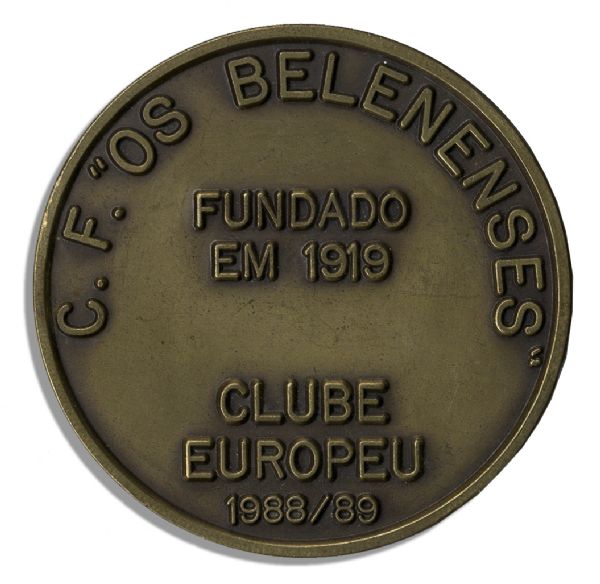 C. F. "OS BELENENSES"
FUNDADO
EM 1919
CLUBE
EUROPEU
1988/89